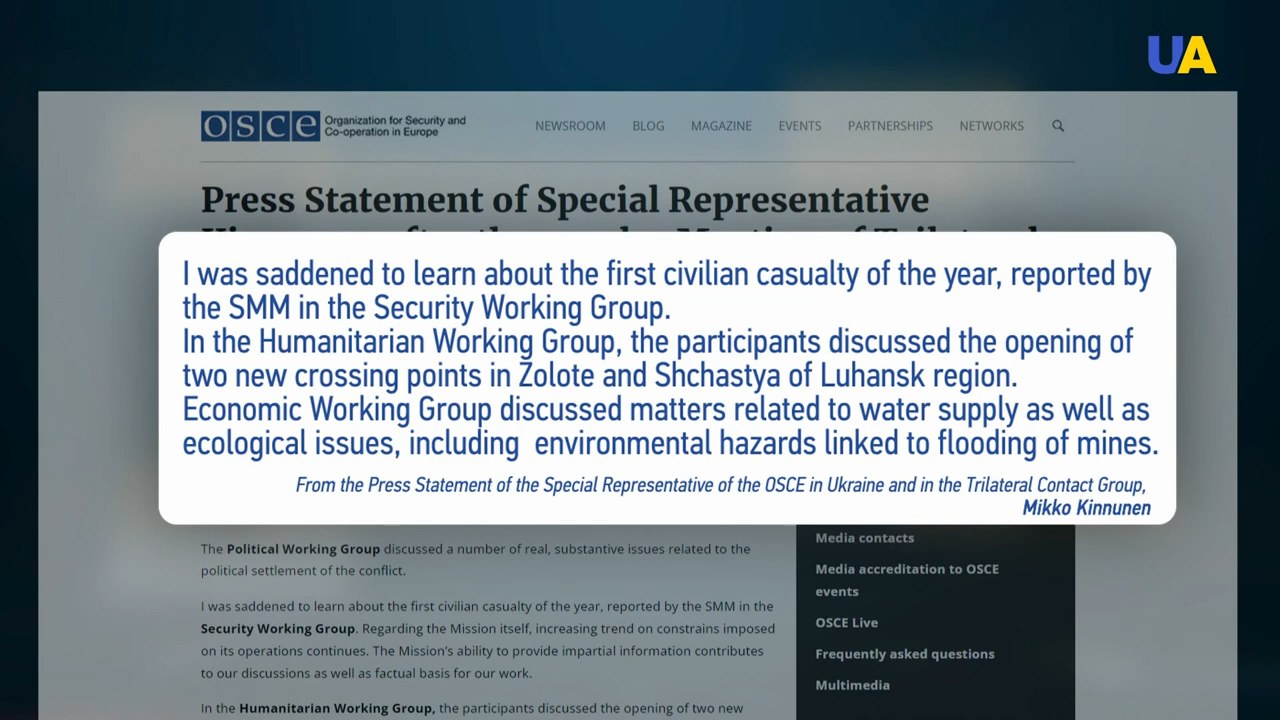 UA
OSCE Organization for Security and
Co-operation in Europe
NEWSROOM BLOG MAGAZINE EVENTS PARTNERSHIPS NETWORKS
Press Statement of Special Representative
I was saddened to learn about the first civilian casualty of the year, reported by
the SMM in the Security Working Group.
In the Humanitarian Working Group, the participants discussed the opening of
two new crossing points in Zolote and Shchastya of Luhansk region.
Economic Working Group discussed matters related to water supply as well as
ecological issues, including environmental hazards linked to flooding of mines.
From the Press Statement of the Special Representative of the OSCE in Ukraine and in the Trilateral Contact Group,
Mikko Kinnunen
The Political Working Group discussed a number of real, substantive issues related to the
political settlement of the conflict.
I was saddened to learn about the first civilian casualty of the year, reported by the SMM in the
Security Working Group. Regarding the Mission itself, increasing trend on constrains imposed
on its operations continues. The Mission's ability to provide impartial information contributes
to our discussions as well as factual basis for our work.
In the Humanitarian Working Group, the participants discussed the opening of two new
Media contacts
Media accreditation to OSCE
events
OSCE Live
Frequently asked questions
Multimedia